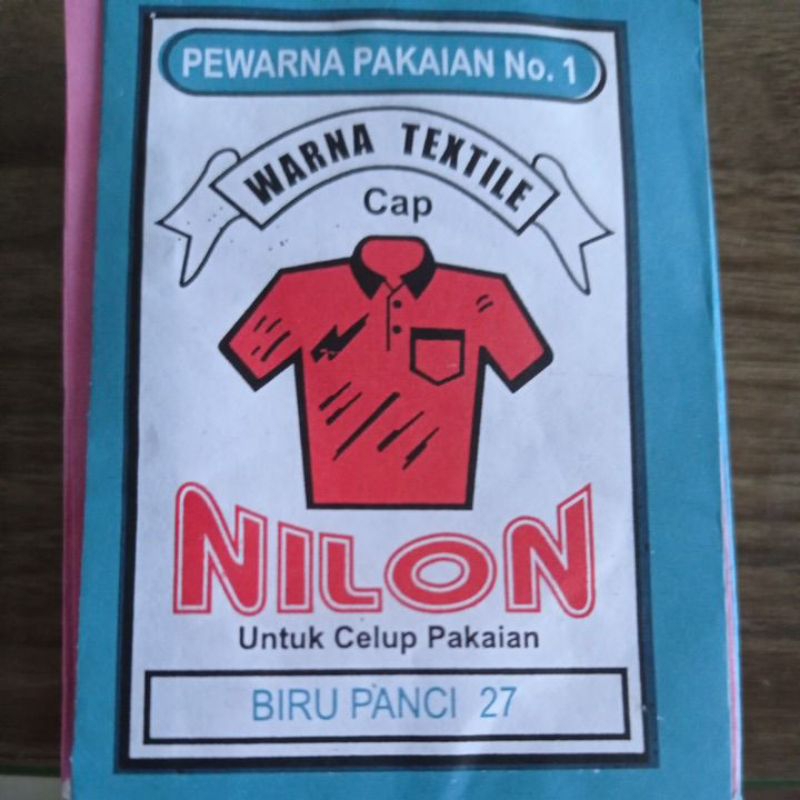 PEWARNA PAKAIAN No. 1
WARNA TEXTILE
Cap
NILON
Untuk Celup Pakaian
BIRU PANCI 27